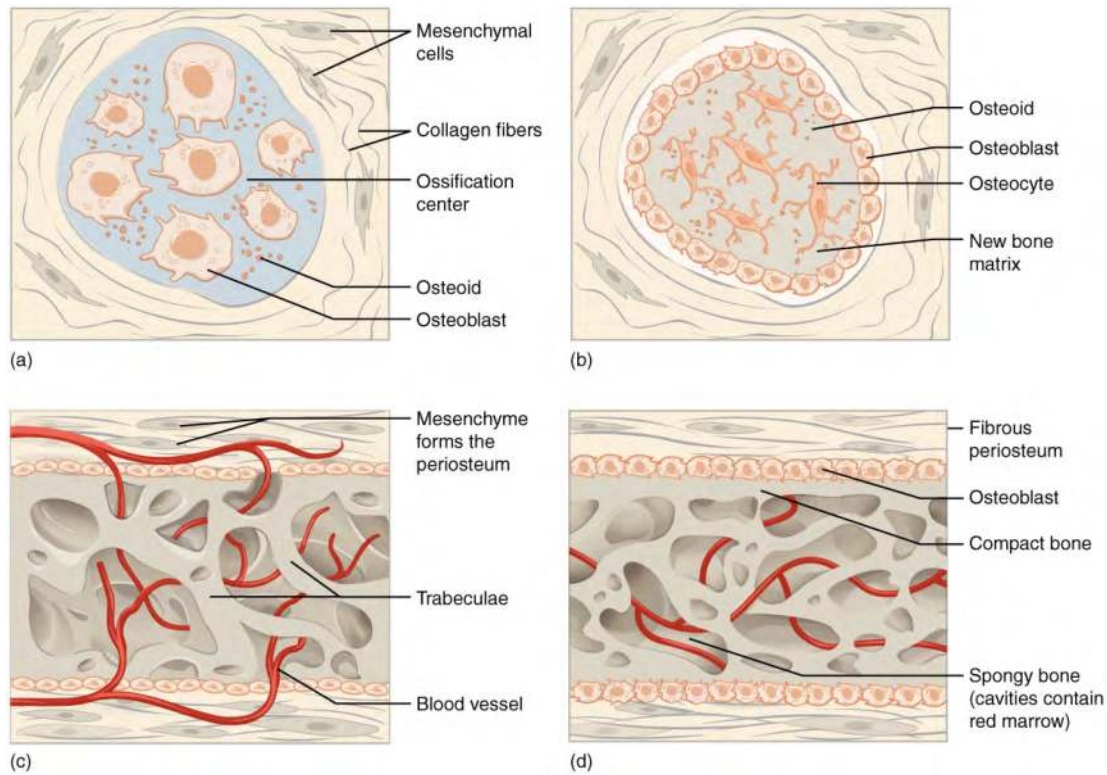 Mesenchymal
cells
Collagen fibers
Ossification
center
Osteoid
Osteoblast
(a)
Osteoid
Osteoblast
Osteocyte
New bone
matrix
(b)
Mesenchyme
forms the
periosteum
Trabeculae
Blood vessel
(c)
Fibrous
periosteum
Osteoblast
Compact bone
Spongy bone
(cavities contain
red marrow)
(d)